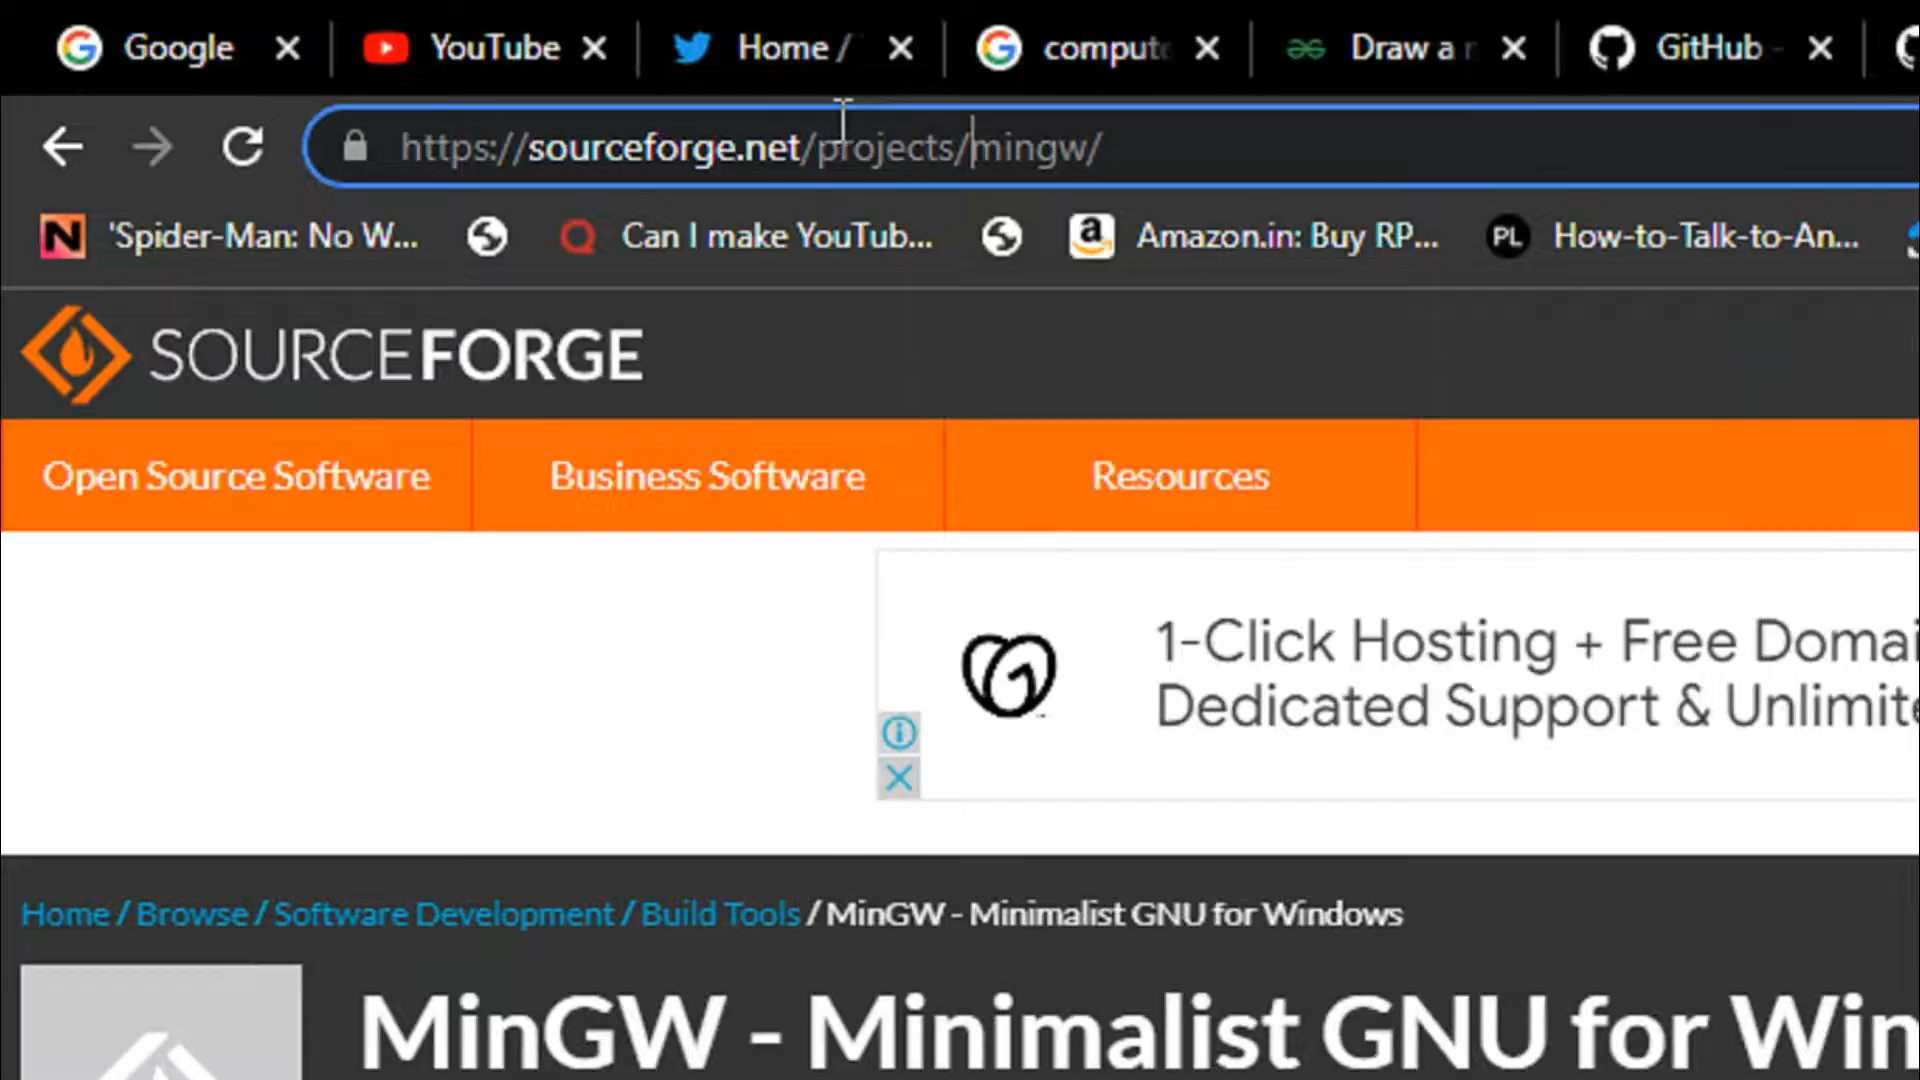 Google
YouTube
Home /
compute
Draw a r
GitHub -
https://sourceforge.net/projects/mingw/
'Spider-Man: No W...
Can I make YouTub...
Amazon.in: Buy RP...
PL
How-to-Talk-to-An...
SOURCEFORGE
Open Source Software
Business Software
Resources
1-Click Hosting + Free Domai
Dedicated Support & Unlimite
Home / Browse / Software Development / Build Tools / MinGW - Minimalist GNU for Windows
MinGW - Minimalist GNU for Win